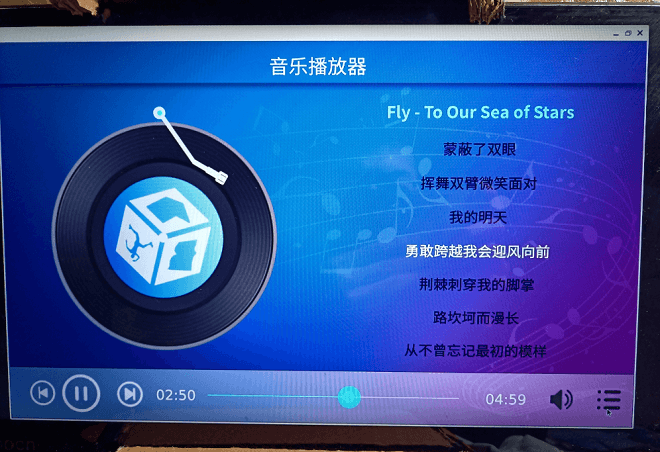 音乐播放器
Fly - To Our Sea of Stars
蒙蔽了双眼
挥舞双臂微笑面对
我的明天
勇敢跨越我会迎风向前
荆棘刺穿我的脚掌
路坎坷而漫长
从不曾忘记最初的模样
02:50
04:59